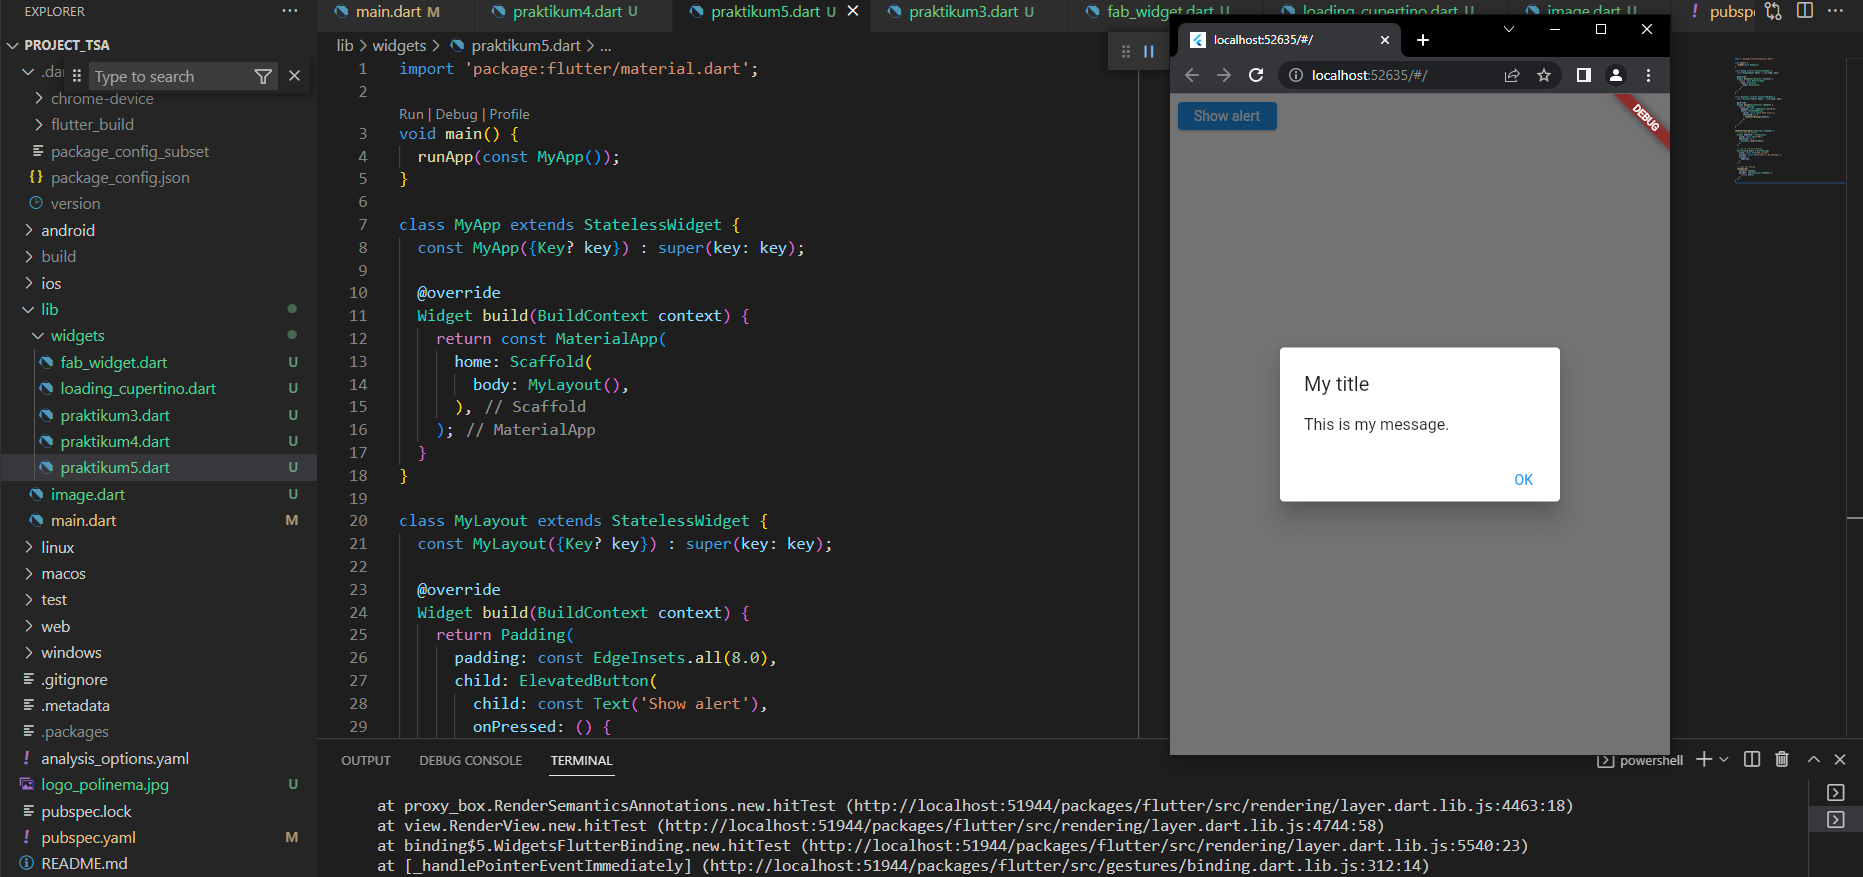 EXPLORER
PROJECT_TSA
.da
Type to search
chrome-device
flutter_build
package_config_subset
package_config.json
version
android
build
ios
lib
widgets
fab_widget.dart U
loading_cupertino.dart U
praktikum3.dart U
praktikum4.dart U
praktikum5.dart U
image.dart U
main.dart M
linux
macos
test
web
windows
.gitignore
.metadata
.packages
analysis_options.yaml
logo_polinema.jpg U
pubspec.lock
pubspec.yaml M
README.md
main.dart M
praktikum4.dart U
praktikum5.dart U
praktikum3.dart U
fab_widget.dart U
loading_cupertino.dart U
image.dart U
! pubspe
lib > widgets > praktikum5.dart > ...
1 import 'package:flutter/material.dart';
2
Run | Debug | Profile
3 void main() {
4 runApp(const MyApp());
5 }
6
7 class MyApp extends StatelessWidget {
8 const MyApp({Key? key}) : super(key: key);
9
10 @override
11 Widget build(BuildContext context) {
12 return const MaterialApp(
13 home: Scaffold(
14 body: MyLayout(),
15 ), // Scaffold
16 ); // MaterialApp
17 }
18 }
19
20 class MyLayout extends StatelessWidget {
21 const MyLayout({Key? key}) : super(key: key);
22
23 @override
24 Widget build(BuildContext context) {
25 return Padding(
26 padding: const EdgeInsets.all(8.0),
27 child: ElevatedButton(
28 child: const Text('Show alert'),
29 onPressed: () {
localhost:52635/#/
localhost:52635/#/
Show alert
DEBUG
My title
This is my message.
OK
OUTPUT DEBUG CONSOLE TERMINAL
powershell
at proxy_box.RenderSemanticsAnnotations.new.hitTest (http://localhost:51944/packages/flutter/src/rendering/layer.dart.lib.js:4463:18)
at view.RenderView.new.hitTest (http://localhost:51944/packages/flutter/src/rendering/layer.dart.lib.js:4744:58)
at binding$5.WidgetsFlutterBinding.new.hitTest (http://localhost:51944/packages/flutter/src/rendering/layer.dart.lib.js:5540:23)
at [_handlePointerEventImmediately] (http://localhost:51944/packages/flutter/src/gestures/binding.dart.lib.js:312:14)